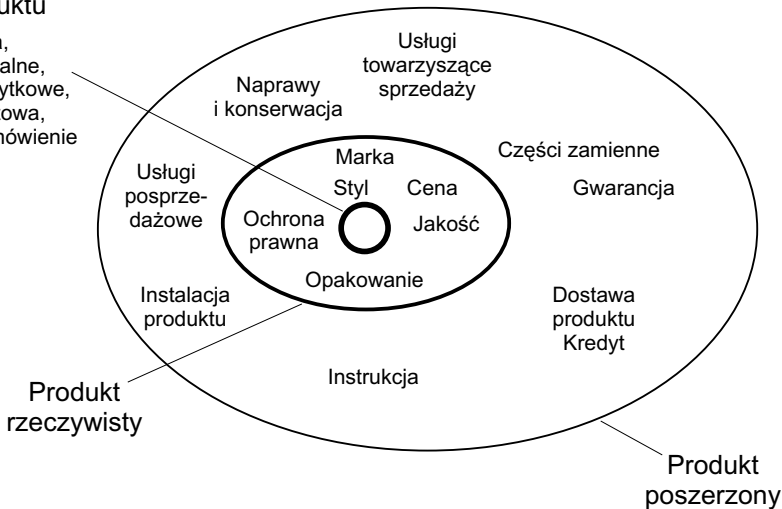 Usługi
towarzyszące
sprzedaży
Naprawy
i konserwacja
Marka
Styl
Cena
Ochrona
prawna
Jakość
Opakowanie
Części zamienne
Gwarancja
Usługi
posprze-
dażowe
Instalacja
produktu
Dostawa
produktu
Kredyt
Instrukcja
Produkt
rzeczywisty
Produkt
poszerzony